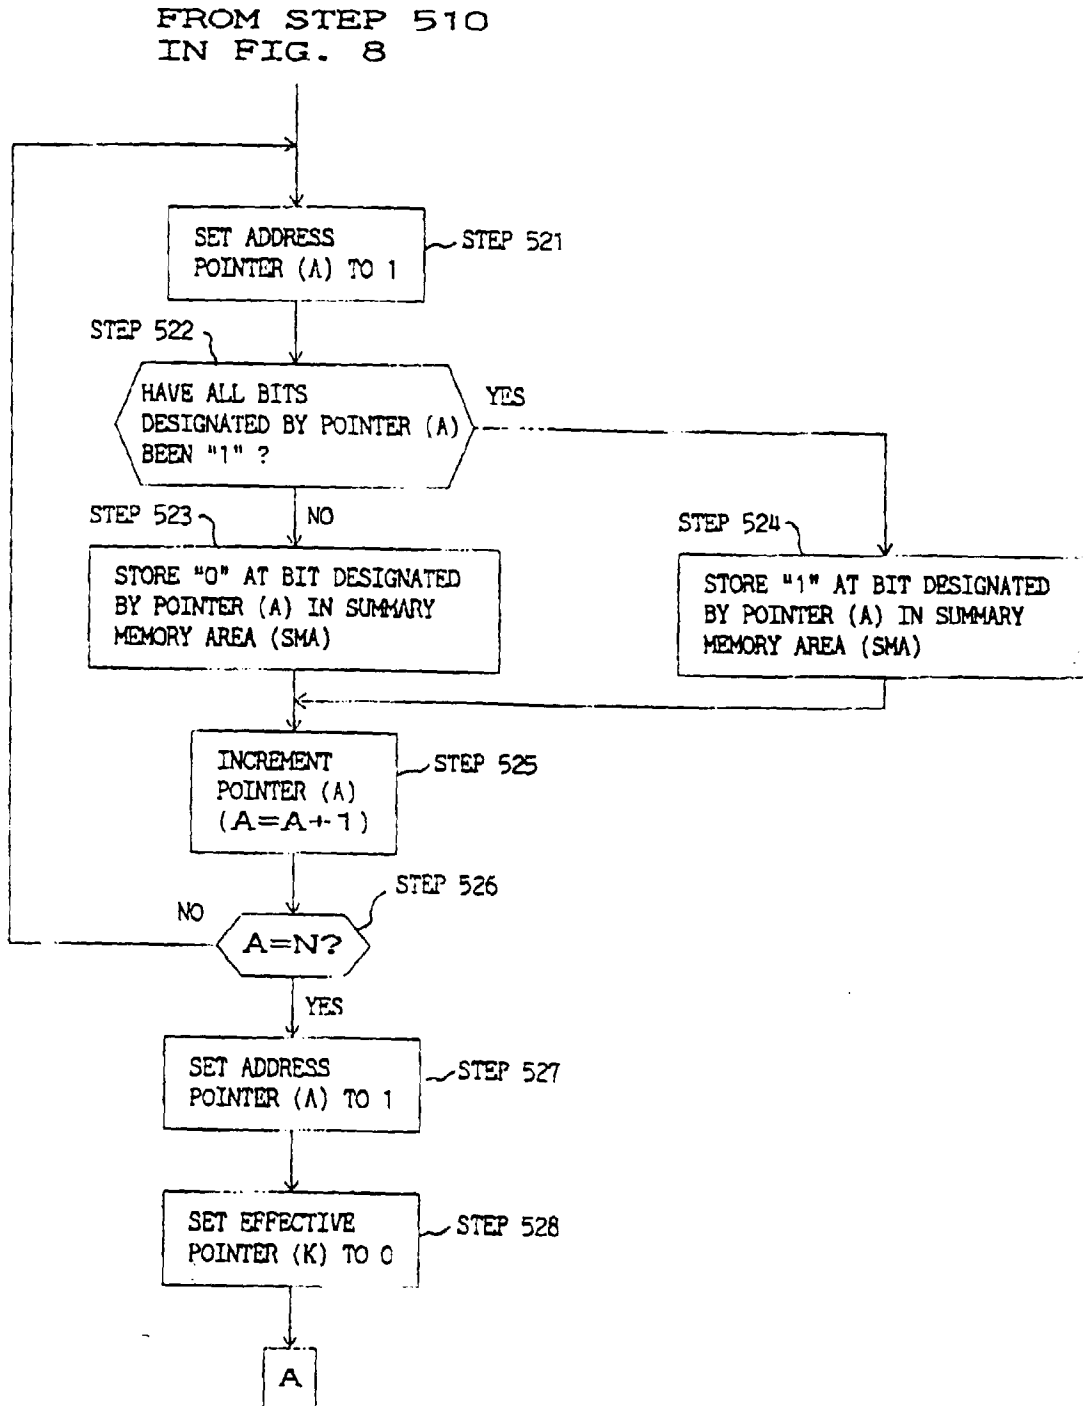 FROM STEP 510
IN FIG. 8
SET ADDRESS
POINTER (A) TO 1
STEP 521
STEP 522
HAVE ALL BITS
DESIGNATED BY POINTER (A)
BEEN "1" ?
YES
NO
STEP 523
STORE "0" AT BIT DESIGNATED
BY POINTER (A) IN SUMMARY
MEMORY AREA (SMA)
STEP 524
STORE "1" AT BIT DESIGNATED
BY POINTER (A) IN SUMMARY
MEMORY AREA (SMA)
INCREMENT
POINTER (A)
(A=A+1)
STEP 525
STEP 526
NO
A=N?
YES
SET ADDRESS
POINTER (A) TO 1
STEP 527
SET EFFECTIVE
POINTER (K) TO 0
STEP 528
A